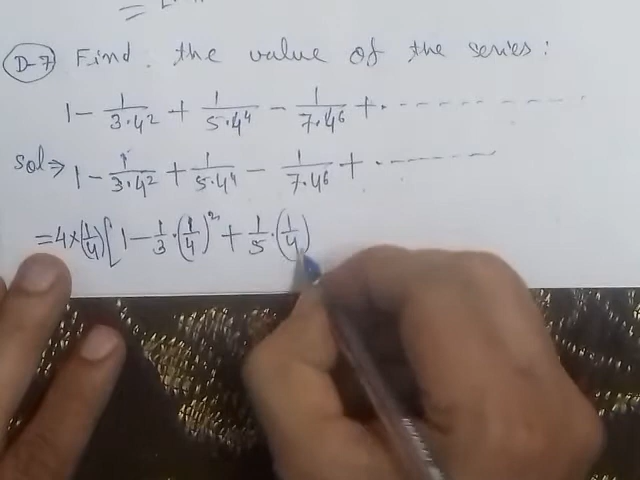 D-7 Find the value of the series:
1 - 1/3·4² + 1/5·4⁴ - 1/7·4⁶ + ----------
Sol ⇒ 1 - 1/3·4² + 1/5·4⁴ - 1/7·4⁶ + --------
= 4×(1/4)[1 - 1/3·(1/4)² + 1/5·(1/4)